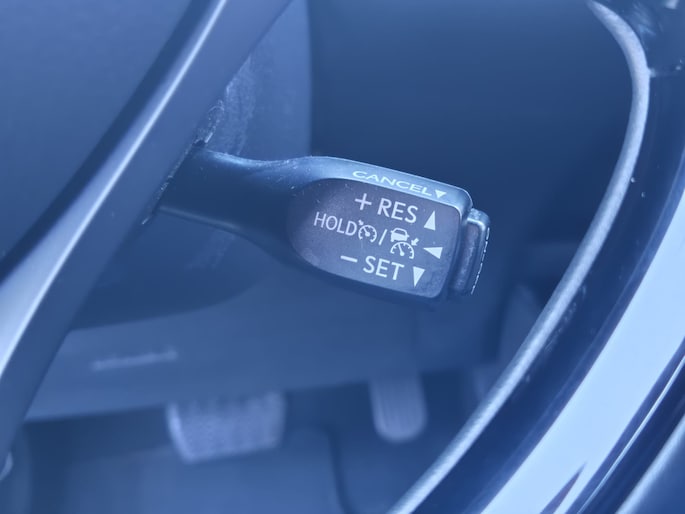 CANCEL
+ RES
HOLD /
− SET